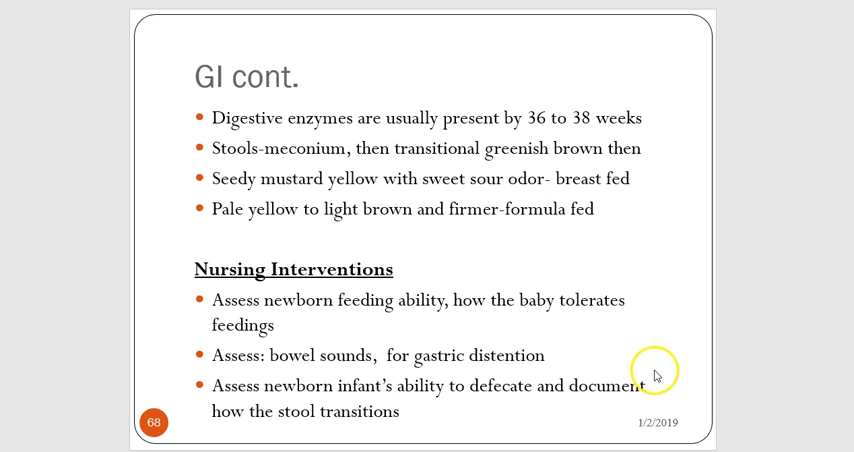 GI cont.
Digestive enzymes are usually present by 36 to 38 weeks
Stools-meconium, then transitional greenish brown then
Seedy mustard yellow with sweet sour odor- breast fed
Pale yellow to light brown and firmer-formula fed
Nursing Interventions
Assess newborn feeding ability, how the baby tolerates
feedings
Assess: bowel sounds, for gastric distention
Assess newborn infant's ability to defecate and document
how the stool transitions
68
1/2/2019